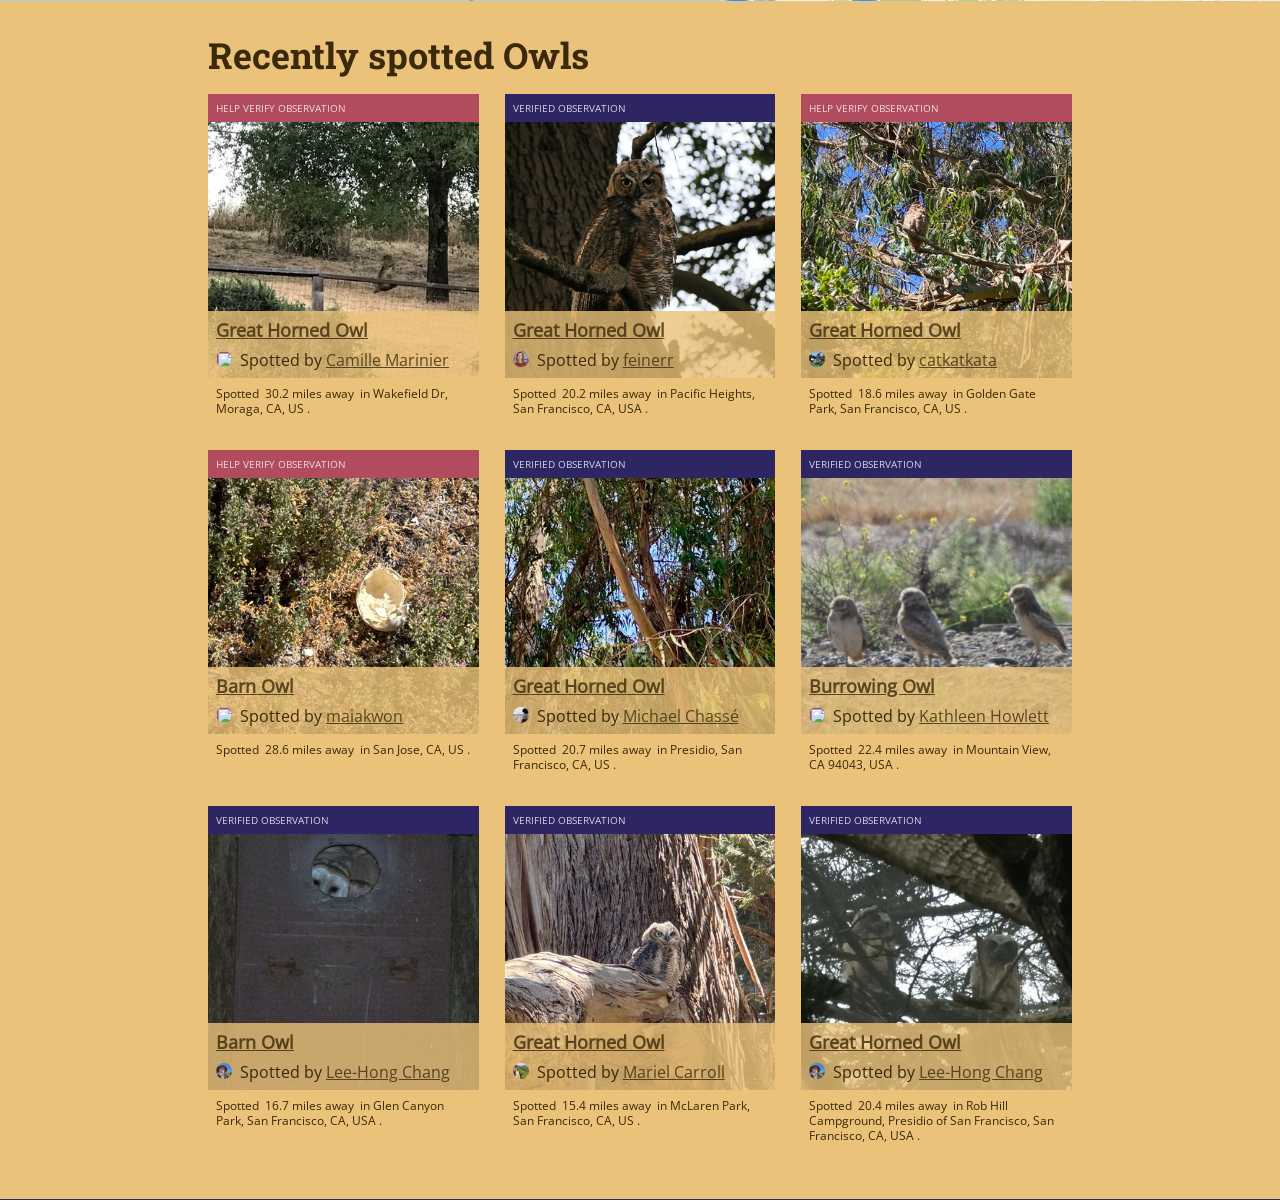 Recently spotted Owls
HELP VERIFY OBSERVATION
Great Horned Owl
Spotted by Camille Marinier
Spotted 30.2 miles away in Wakefield Dr,
Moraga, CA, US .
VERIFIED OBSERVATION
Great Horned Owl
Spotted by feinerr
Spotted 20.2 miles away in Pacific Heights,
San Francisco, CA, USA .
HELP VERIFY OBSERVATION
Great Horned Owl
Spotted by catkatkata
Spotted 18.6 miles away in Golden Gate
Park, San Francisco, CA, US .
HELP VERIFY OBSERVATION
Barn Owl
Spotted by maiakwon
Spotted 28.6 miles away in San Jose, CA, US .
VERIFIED OBSERVATION
Great Horned Owl
Spotted by Michael Chassé
Spotted 20.7 miles away in Presidio, San
Francisco, CA, US .
VERIFIED OBSERVATION
Burrowing Owl
Spotted by Kathleen Howlett
Spotted 22.4 miles away in Mountain View,
CA 94043, USA .
VERIFIED OBSERVATION
Barn Owl
Spotted by Lee-Hong Chang
Spotted 16.7 miles away in Glen Canyon
Park, San Francisco, CA, USA .
VERIFIED OBSERVATION
Great Horned Owl
Spotted by Mariel Carroll
Spotted 15.4 miles away in McLaren Park,
San Francisco, CA, US .
VERIFIED OBSERVATION
Great Horned Owl
Spotted by Lee-Hong Chang
Spotted 20.4 miles away in Rob Hill
Campground, Presidio of San Francisco, San
Francisco, CA, USA .